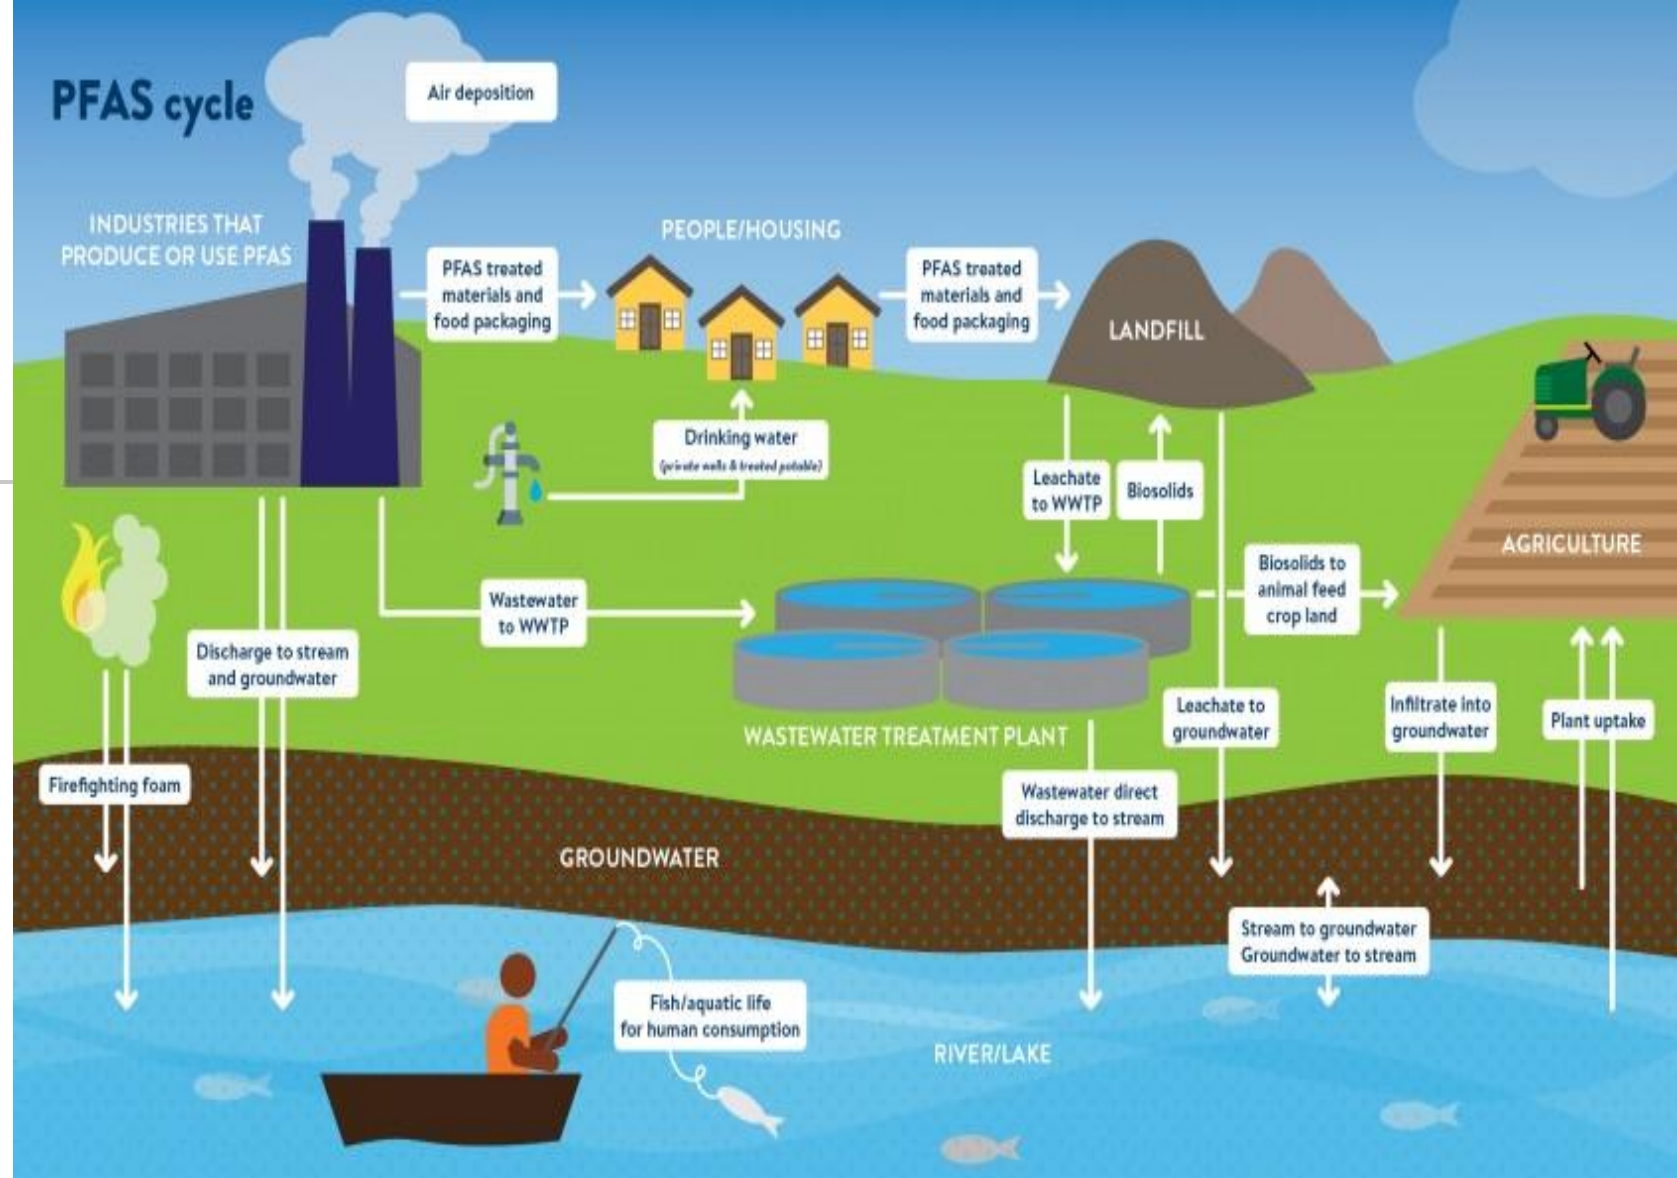 PFAS cycle
Air deposition
INDUSTRIES THAT
PRODUCE OR USE PFAS
PFAS treated
materials and
food packaging
PEOPLE/HOUSING
PFAS treated
materials and
food packaging
LANDFILL
Drinking water
(private wells & treated potable)
Leachate
to WWTP
Biosolids
AGRICULTURE
Biosolids to
animal feed
crop land
Wastewater
to WWTP
Discharge to stream
and groundwater
Leachate to
groundwater
Infiltrate into
groundwater
Plant uptake
WASTEWATER TREATMENT PLANT
Firefighting foam
Wastewater direct
discharge to stream
GROUNDWATER
Stream to groundwater
Groundwater to stream
Fish/aquatic life
for human consumption
RIVER/LAKE